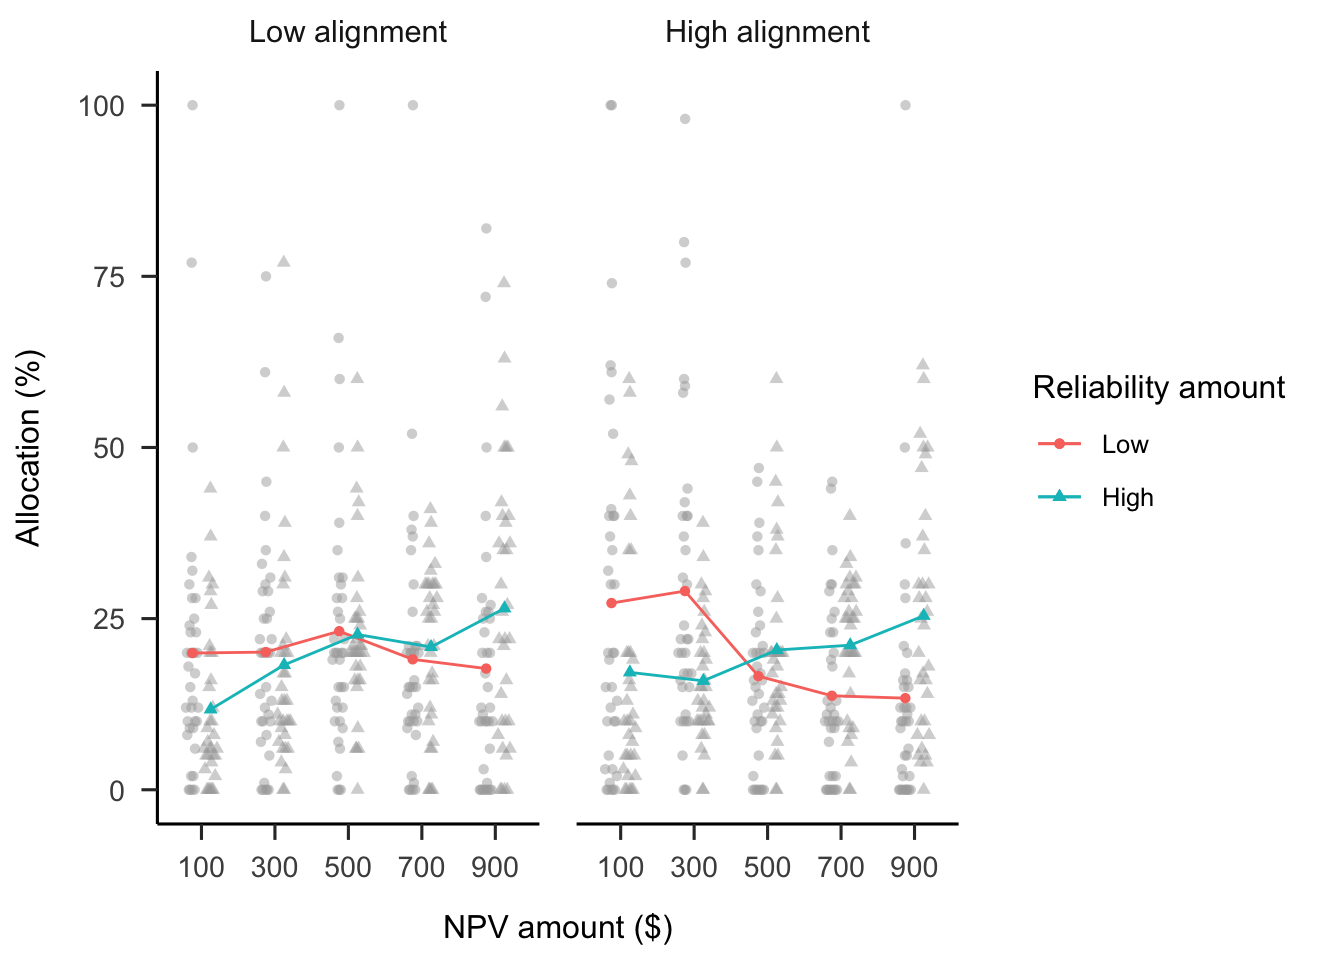 Low alignment
High alignment
100
75
50
25
0
Allocation (%)
100 300 500 700 900
100 300 500 700 900
NPV amount ($)
Reliability amount
Low
High